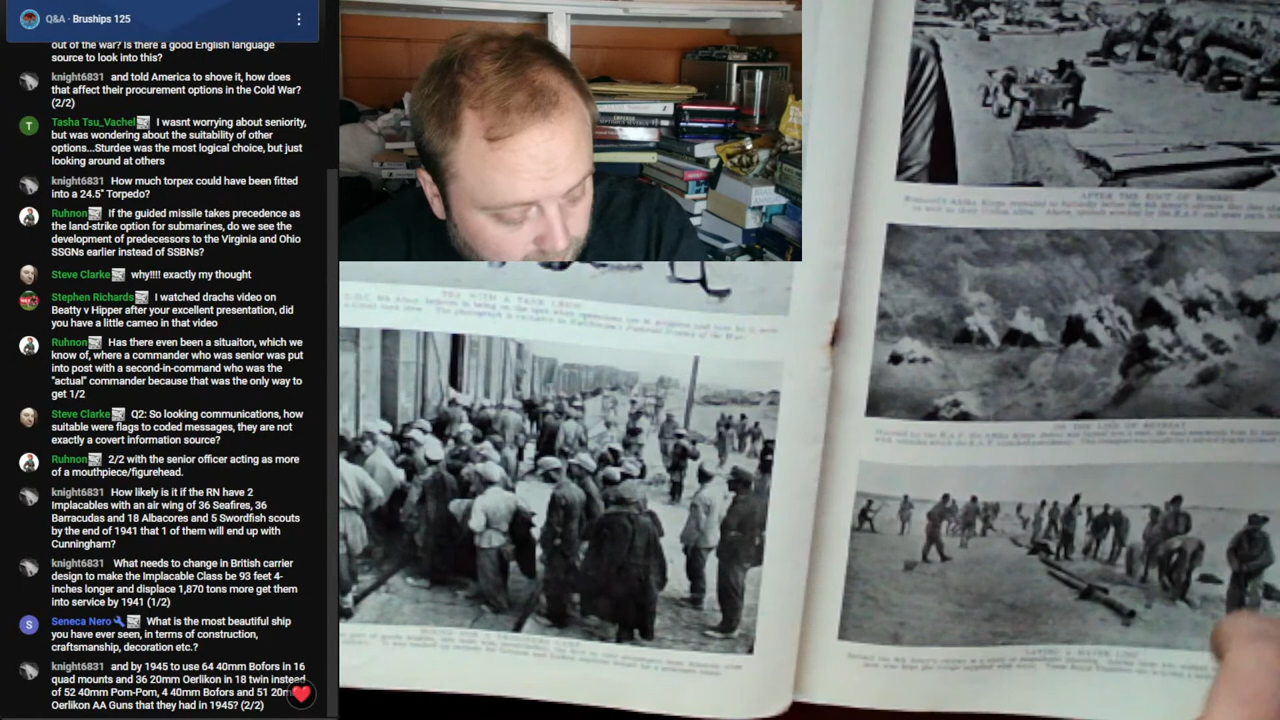 Q&A · Bruships 125
out of the war? Is there a good English language
source to look into this?
knight6831 and told America to shove it, how does
that affect their procurement options in the Cold War?
(2/2)
T
Tasha Tsu_Vachel I wasnt worrying about seniority,
but was wondering about the suitability of other
options...Sturdee was the most logical choice, but just
looking around at others
knight6831 How much torpex could have been fitted
into a 24.5" Torpedo?
Ruhnon If the guided missile takes precedence as
the land-strike option for submarines, do we see the
development of predecessors to the Virginia and Ohio
SSGNs earlier instead of SSBNs?
Steve Clarke why!!!! exactly my thought
Stephen Richards I watched drachs video on
Beatty v Hipper after your excellent presentation, did
you have a little cameo in that video
Ruhnon Has there even been a situaiton, which we
know of, where a commander who was senior was put
into post with a second-in-command who was the
"actual" commander because that was the only way to
get 1/2
Steve Clarke Q2: So looking communications, how
suitable were flags to coded messages, they are not
exactly a covert information source?
Ruhnon 2/2 with the senior officer acting as more
of a mouthpiece/figurehead.
knight6831 How likely is it if the RN have 2
Implacables with an air wing of 36 Seafires, 36
Barracudas and 18 Albacores and 5 Swordfish scouts
by the end of 1941 that 1 of them will end up with
Cunningham?
knight6831 What needs to change in British carrier
design to make the Implacable Class be 93 feet 4-
inches longer and displace 1,870 tons more get them
into service by 1941 (1/2)
S
Seneca Nero What is the most beautiful ship
you have ever seen, in terms of construction,
craftsmanship, decoration etc.?
knight6831 and by 1945 to use 64 40mm Bofors in 16
quad mounts and 36 20mm Oerlikon in 18 twin instead
of 52 40mm Pom-Pom, 4 40mm Bofors and 51 20m
Oerlikon AA Guns that they had in 1945? (2/2)
TEA WITH A TANK CREW
AFTER THE ROUT OF ROMMEL
ON THE LINE OF RETREAT
LAYING A WATER LINE